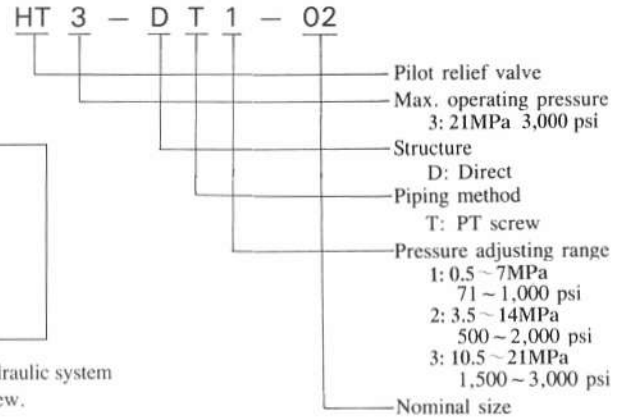 HT 3 – D T 1 – 02
Pilot relief valve
Max. operating pressure
3: 21MPa 3,000 psi
Structure
D: Direct
Piping method
T: PT screw
Pressure adjusting range
1: 0.5~7MPa
71~1,000 psi
2: 3.5~14MPa
500~2,000 psi
3: 10.5~21MPa
1,500~3,000 psi
Nominal size
draulic system
ew.